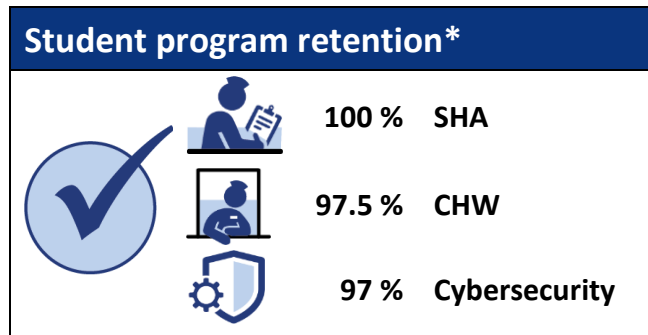 Student program retention*
100 % SHA
97.5 % CHW
97 % Cybersecurity